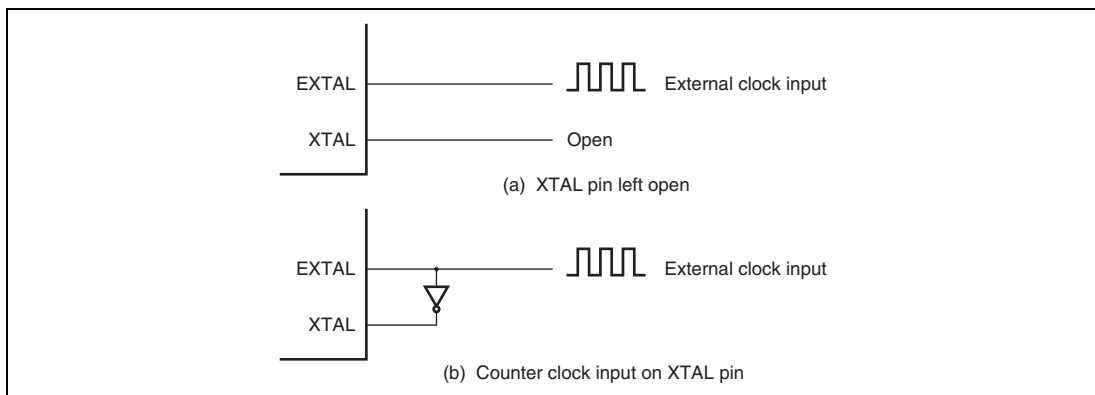 EXTAL External clock input
XTAL Open
(a) XTAL pin left open
EXTAL External clock input
XTAL
(b) Counter clock input on XTAL pin